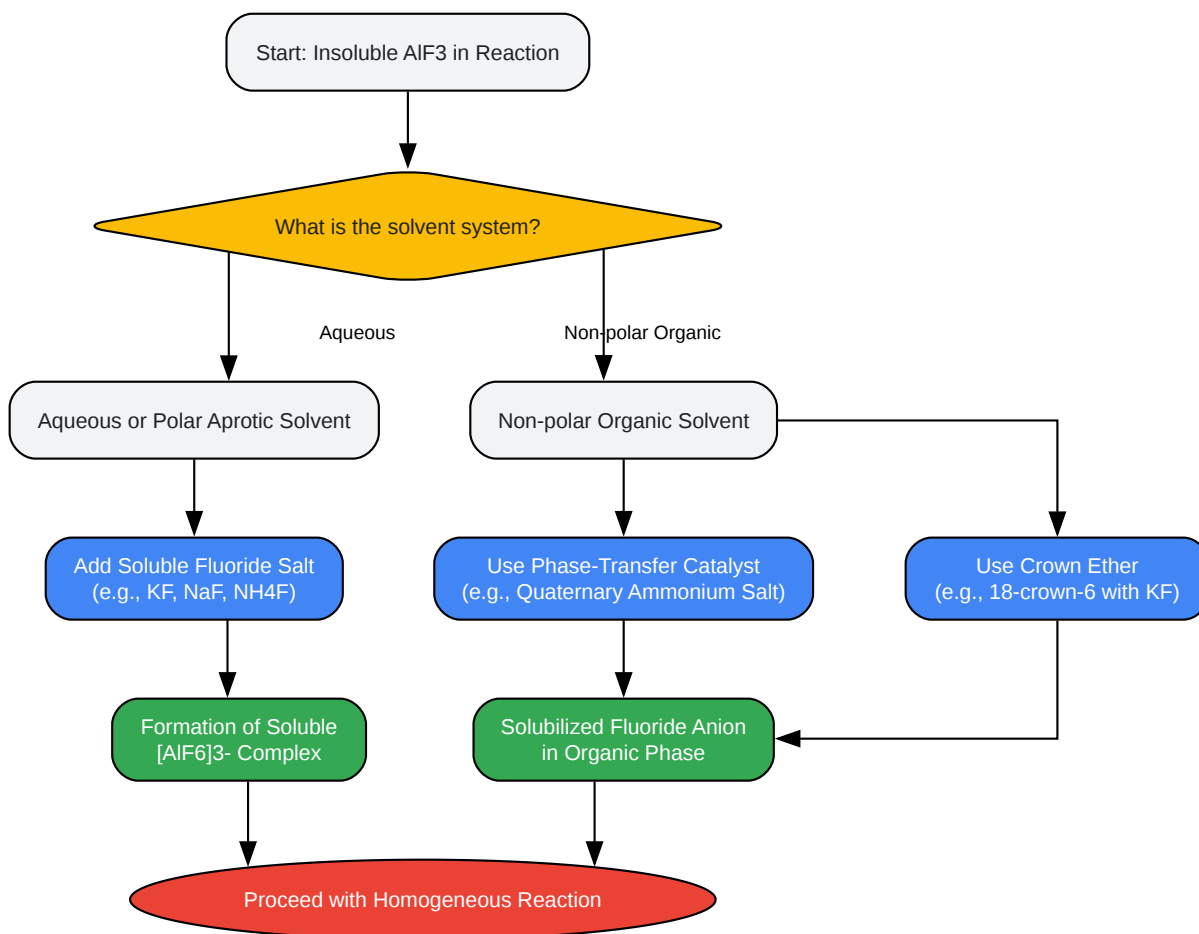 Start: Insoluble AlF3 in Reaction
What is the solvent system?
Aqueous
Non-polar Organic
Aqueous or Polar Aprotic Solvent
Non-polar Organic Solvent
Add Soluble Fluoride Salt
(e.g., KF, NaF, NH4F)
Use Phase-Transfer Catalyst
(e.g., Quaternary Ammonium Salt)
Use Crown Ether
(e.g., 18-crown-6 with KF)
Formation of Soluble
[AlF6]3- Complex
Solubilized Fluoride Anion
in Organic Phase
Proceed with Homogeneous Reaction